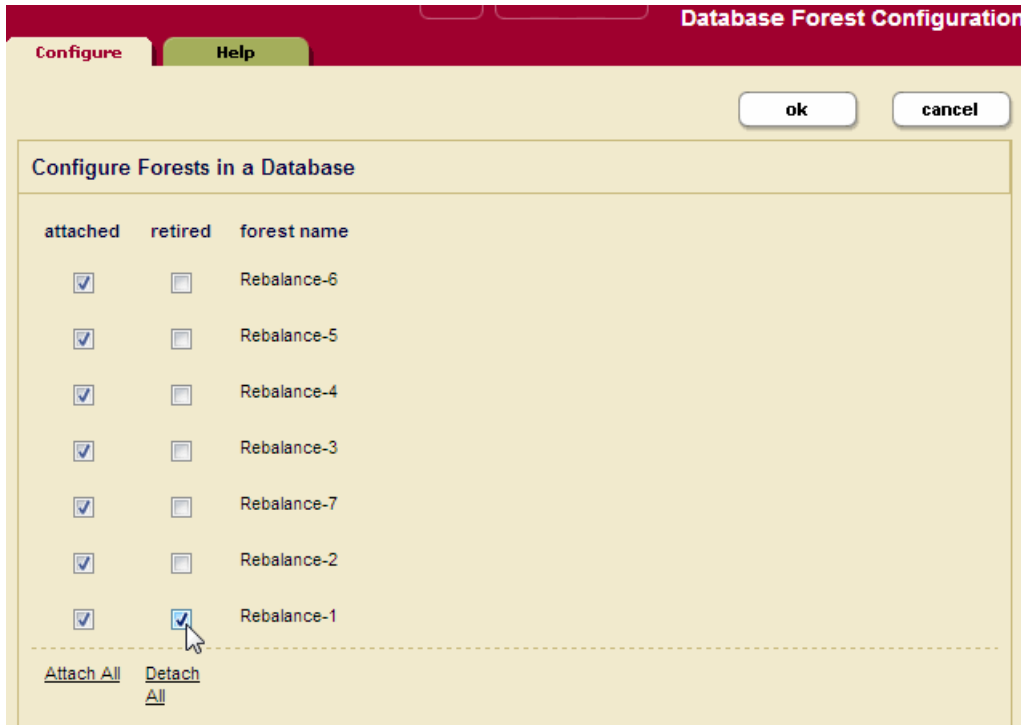 Database Forest Configuration
Configure Help
ok cancel
Configure Forests in a Database
attached retired forest name
Rebalance-6
Rebalance-5
Rebalance-4
Rebalance-3
Rebalance-7
Rebalance-2
Rebalance-1
Attach All Detach
All